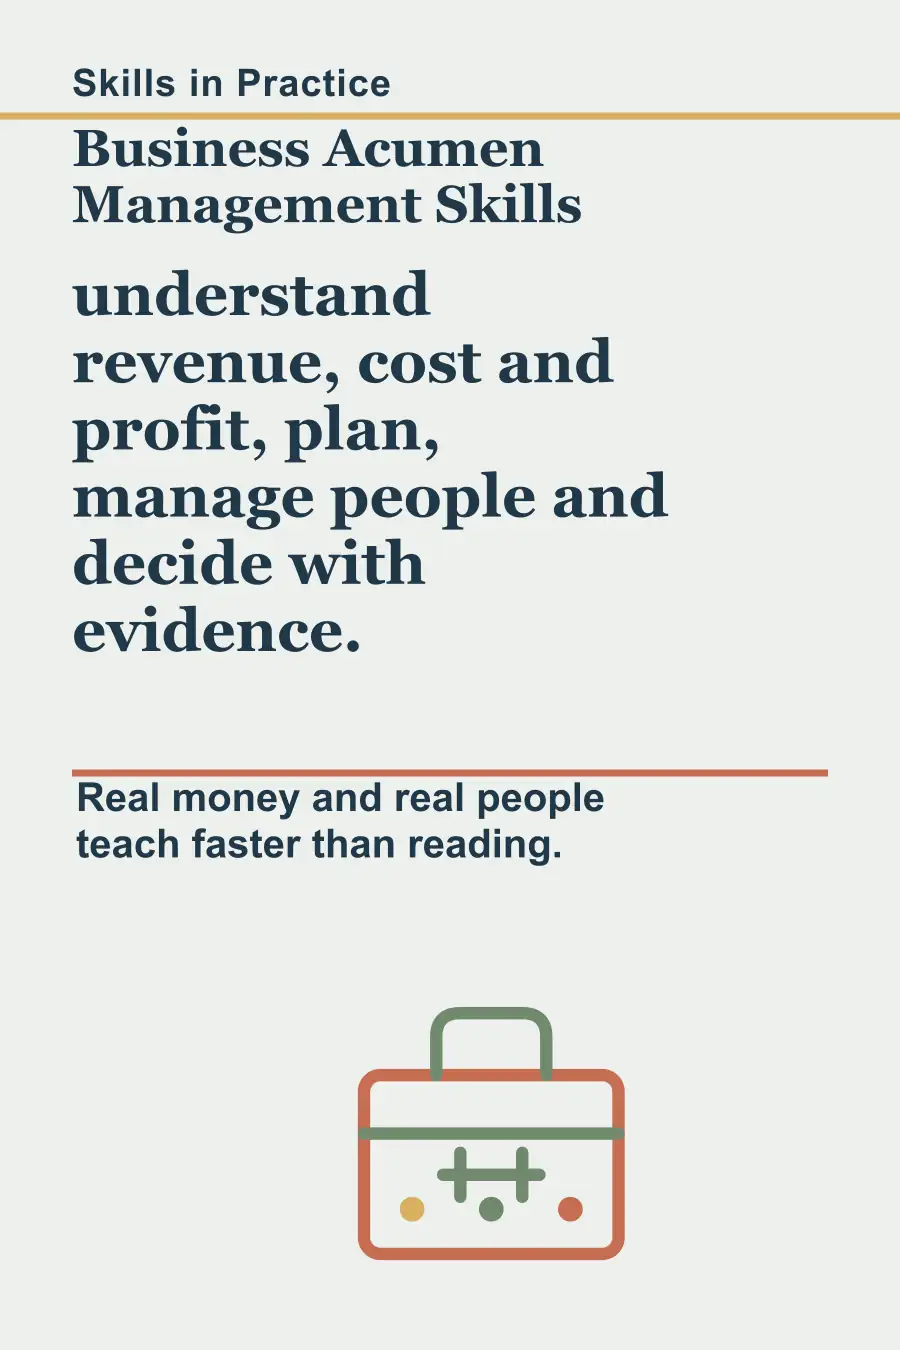 Skills in Practice
Business Acumen
Management Skills
understand
revenue, cost and
profit, plan,
manage people and
decide with
evidence.
Real money and real people
teach faster than reading.